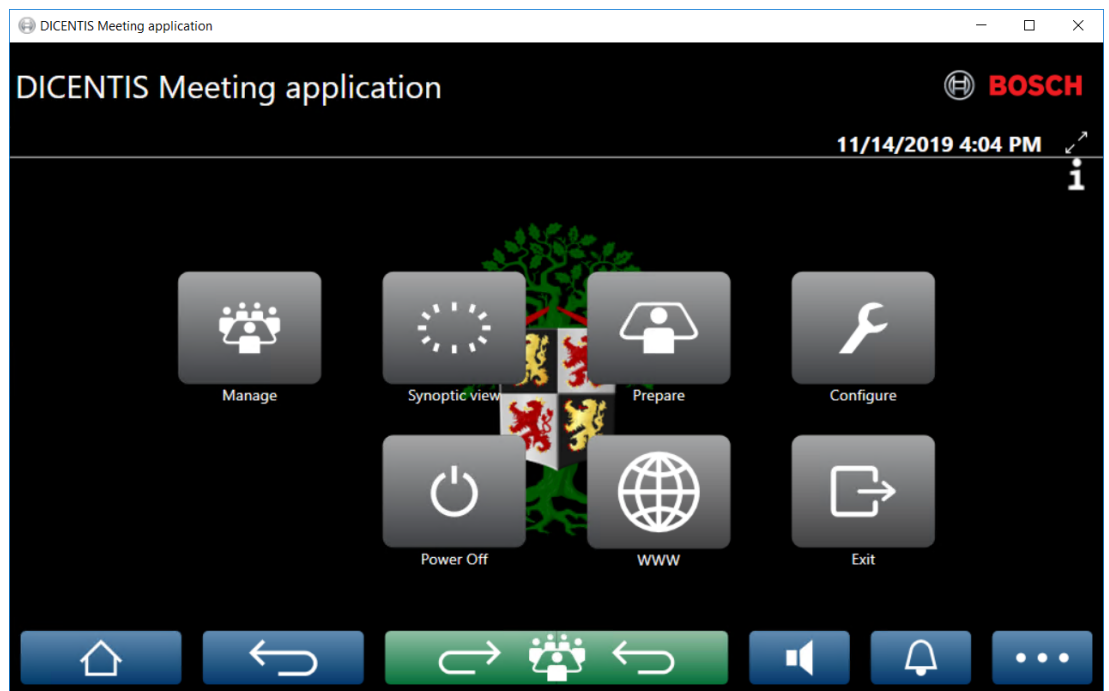 DICENTIS Meeting application
DICENTIS Meeting application
BOSCH
11/14/2019 4:04 PM
Manage
Synoptic view
Prepare
Configure
Power Off
WWW
Exit